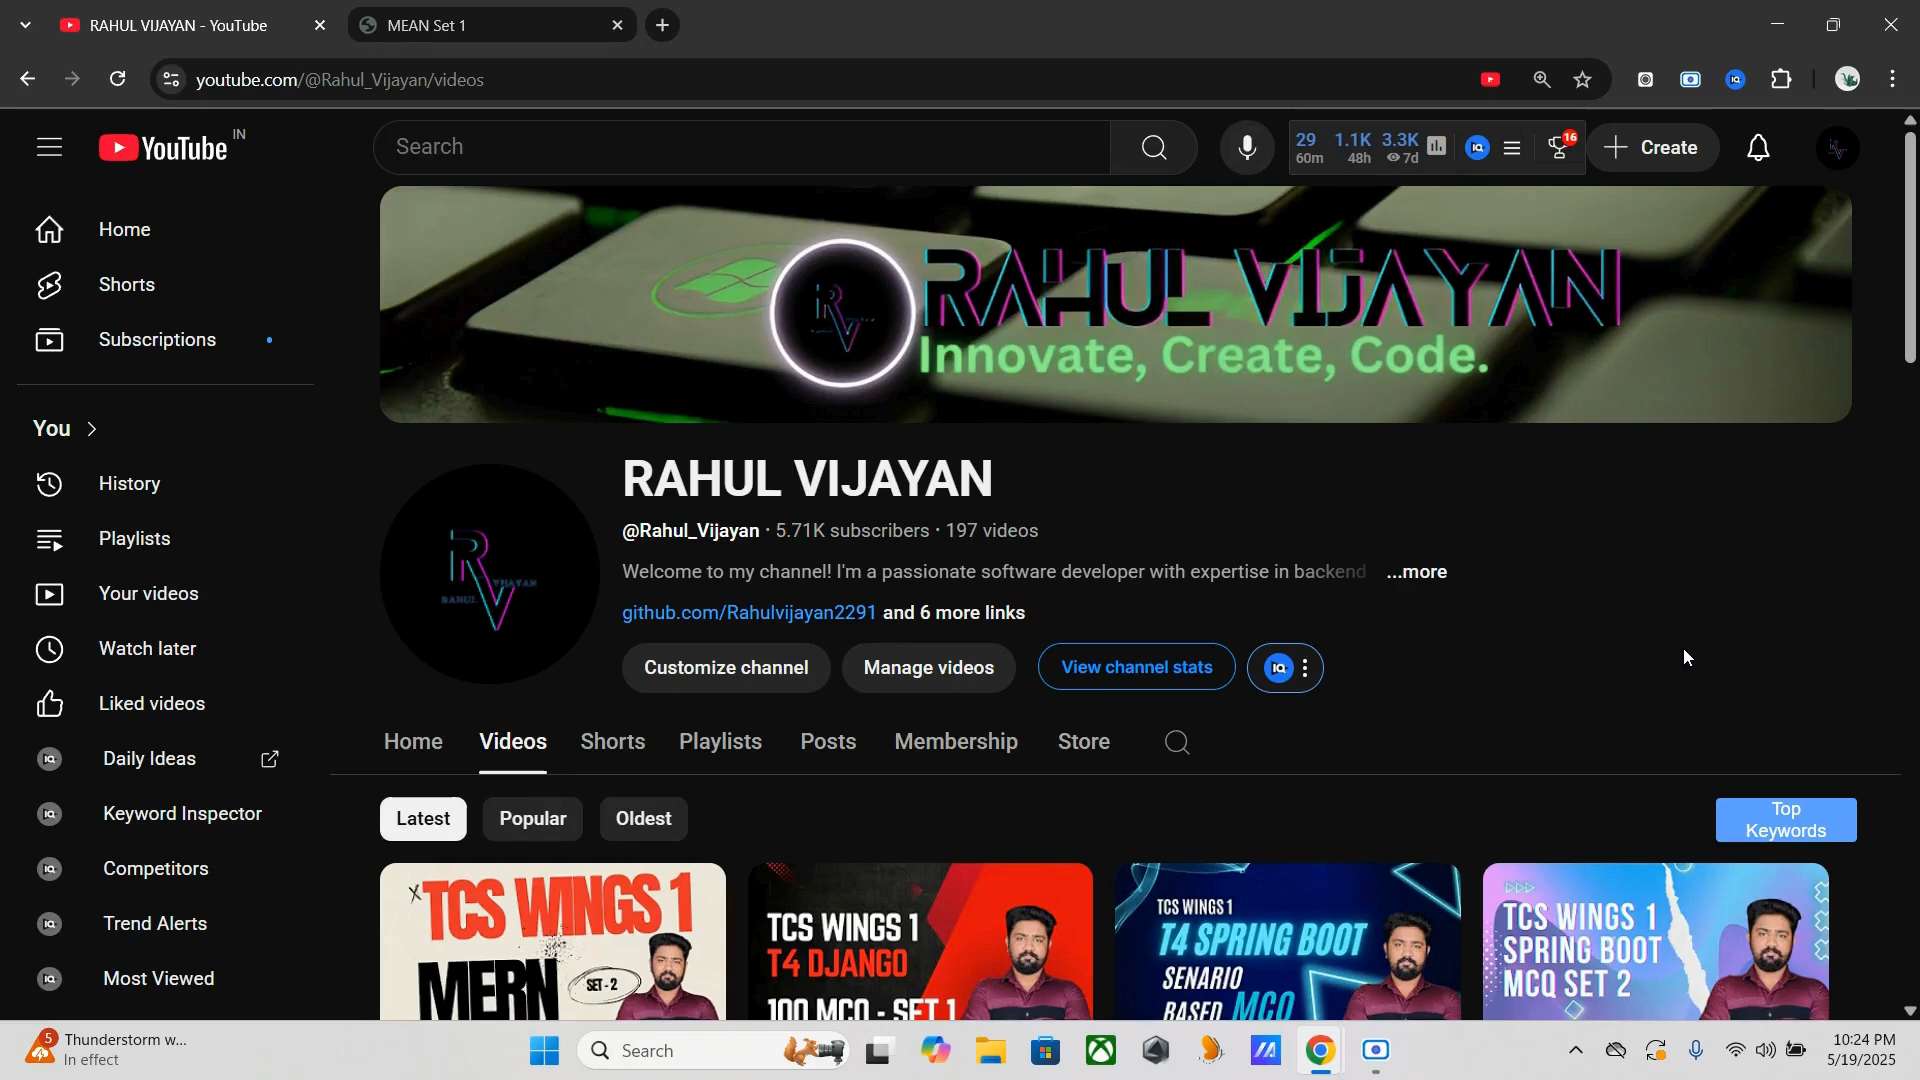 RAHUL VIJAYAN - YouTube
MEAN Set 1
youtube.com/@Rahul_Vijayan/videos
YouTube IN
Search
29 1.1K 3.3K
60m 48h 7d
16
Create
Home
Shorts
Subscriptions
You
History
Playlists
Your videos
Watch later
Liked videos
Daily Ideas
Keyword Inspector
Competitors
Trend Alerts
Most Viewed
RAHUL VIJAYAN
Innovate, Create, Code.
RAHUL VIJAYAN
@Rahul_Vijayan · 5.71K subscribers · 197 videos
Welcome to my channel! I'm a passionate software developer with expertise in backend ...more
github.com/Rahulvijayan2291 and 6 more links
Customize channel
Manage videos
View channel stats
Home Videos Shorts Playlists Posts Membership Store
Latest Popular Oldest
Top
Keywords
TCS WINGS 1
MERN
SET - 2
TCS WINGS 1
T4 DJANGO
100 MCQ - SET 1
TCS WINGS 1
T4 SPRING BOOT
SENARIO
BASED MCQ
TCS WINGS 1
SPRING BOOT
MCQ SET 2
5
Thunderstorm w...
In effect
Search
10:24 PM
5/19/2025